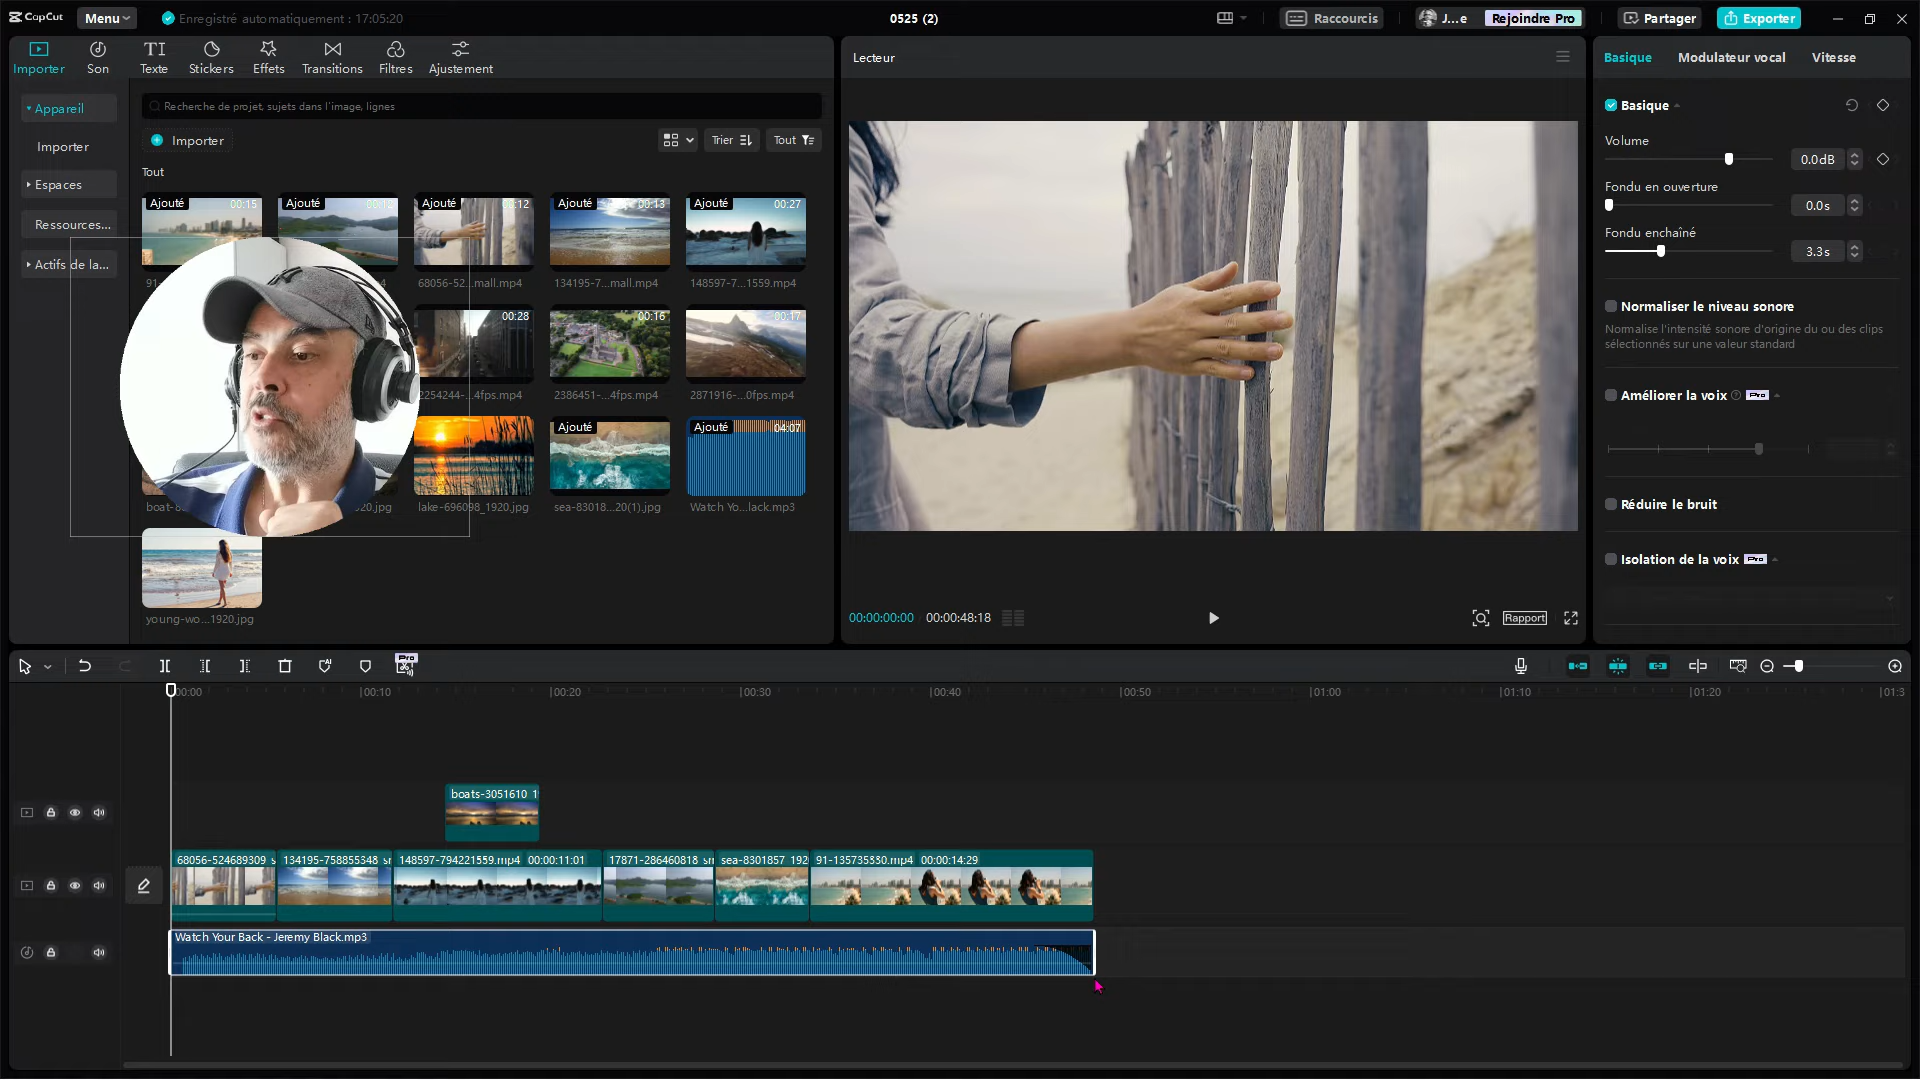 CapCut
Menu
Enregistré automatiquement : 17:05:20
0525 (2)
Raccourcis
J...e
Rejoindre Pro
Partager
Exporter
Importer
Son
Texte
Stickers
Effets
Transitions
Filtres
Ajustement
Appareil
Importer
Espaces
Ressources...
Actifs de la...
Recherche de projet, sujets dans l'image, lignes
Importer
Trier
Tout
Tout
Ajouté 00:15
Ajouté
Ajouté 00:12
Ajouté 00:13
Ajouté 00:27
91-
68056-52...mall.mp4
134195-7...mall.mp4
148597-7...1559.mp4
00:28
00:16
00:17
2254244-...4fps.mp4
2386451-...4fps.mp4
2871916-...0fps.mp4
Ajouté
Ajouté 04:07
boat-8
20.jpg
lake-696098_1920.jpg
sea-83018...20(1).jpg
Watch Yo...lack.mp3
young-wo...1920.jpg
Lecteur
00:00:00:00
00:00:48:18
Rapport
Basique
Modulateur vocal
Vitesse
Basique
Volume
0.0dB
Fondu en ouverture
0.0s
Fondu enchaîné
3.3s
Normaliser le niveau sonore
Normalise l'intensité sonore d'origine du ou des clips
sélectionnés sur une valeur standard
Améliorer la voix Pro
Réduire le bruit
Isolation de la voix Pro
Pro
00:00
00:10
00:20
00:30
00:40
00:50
01:00
01:10
01:20
01:3
boats-3051610
68056-524689309 s
134195-758855348 sr
148597-794221559.mp4 00:00:11:01
17871-286460818 sm
sea-8301857 192
91-135735530.mp4 00:00:14:29
Watch Your Back - Jeremy Black.mp3